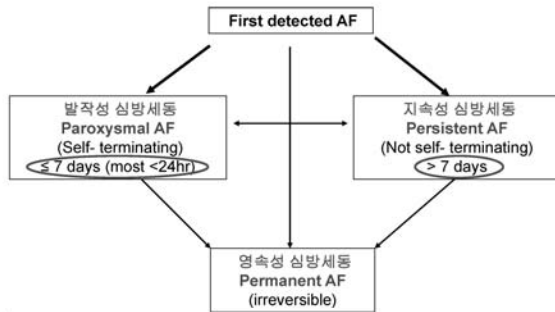 First detected AF
발작성 심방세동
Paroxysmal AF
(Self- terminating)
≤ 7 days (most <24hr)
지속성 심방세동
Persistent AF
(Not self- terminating)
> 7 days
영속성 심방세동
Permanent AF
(irreversible)